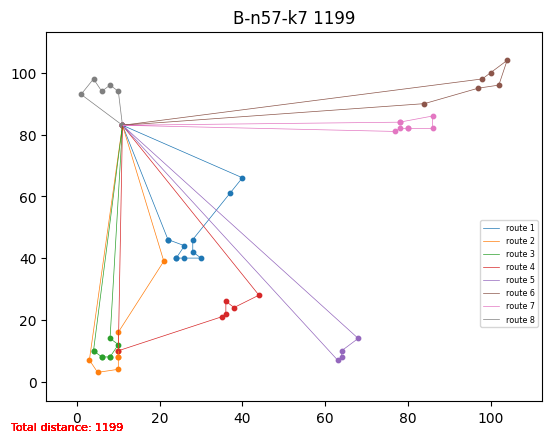 B-n57-k7 1199
100
80
60
40
20
0
0
20
40
60
80
100
route 1
route 2
route 3
route 4
route 5
route 6
route 7
route 8
Total distance: 1199